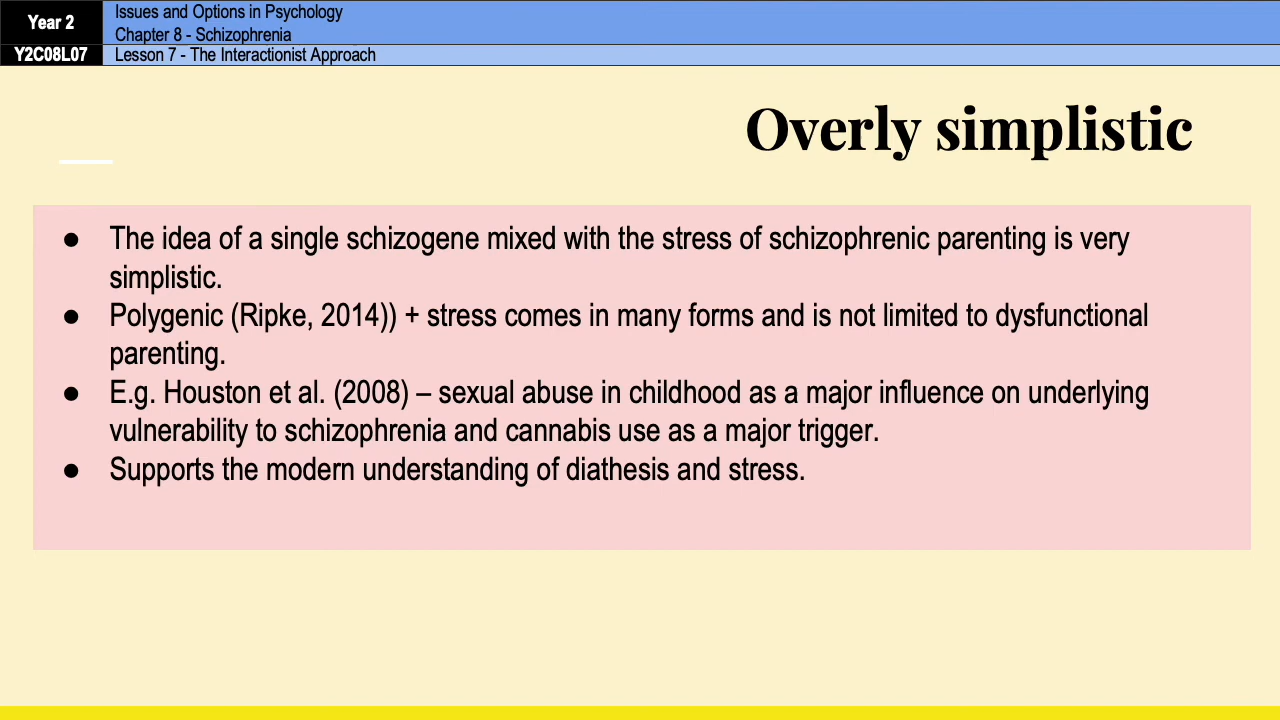 Year 2
Issues and Options in Psychology
Chapter 8 - Schizophrenia
Y2C08L07
Lesson 7 - The Interactionist Approach
Overly simplistic
● The idea of a single schizogene mixed with the stress of schizophrenic parenting is very
simplistic.
● Polygenic (Ripke, 2014)) + stress comes in many forms and is not limited to dysfunctional
parenting.
● E.g. Houston et al. (2008) – sexual abuse in childhood as a major influence on underlying
vulnerability to schizophrenia and cannabis use as a major trigger.
● Supports the modern understanding of diathesis and stress.